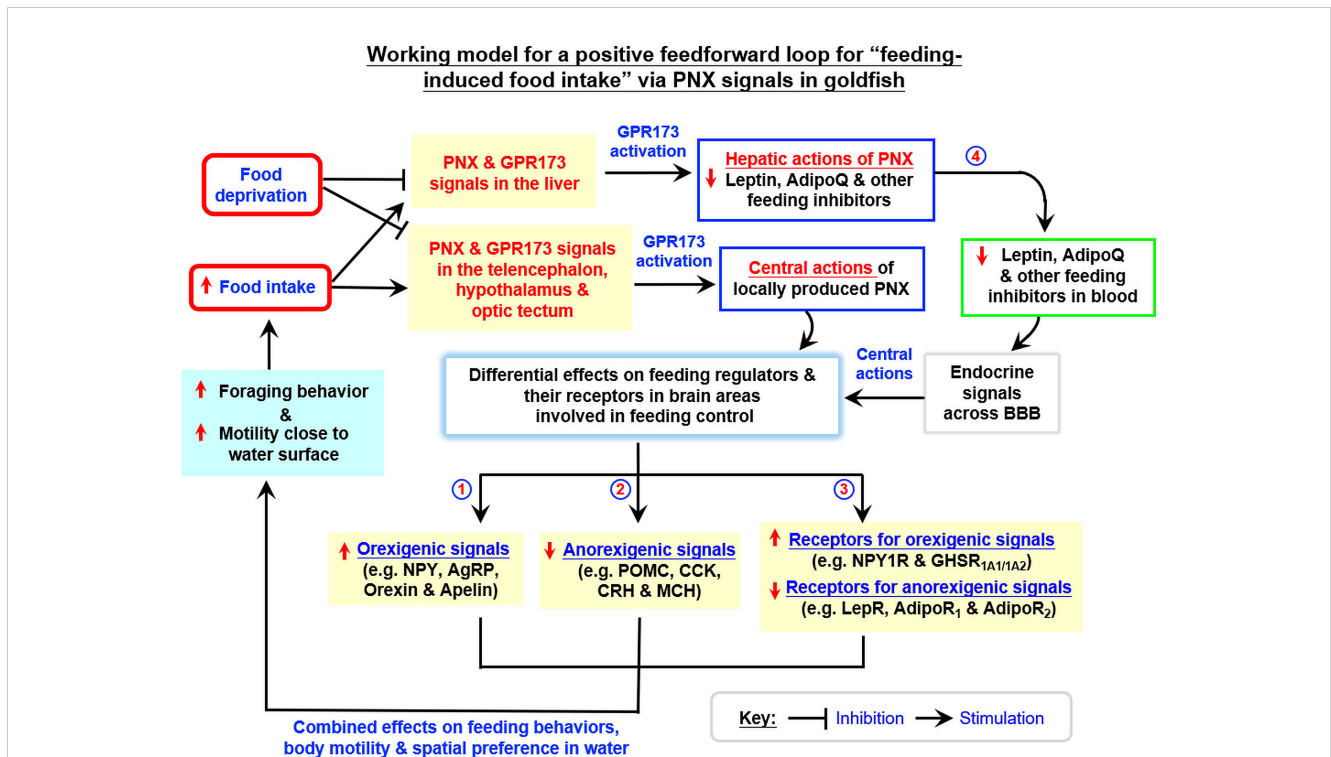 Working model for a positive feedforward loop for “feeding-
induced food intake” via PNX signals in goldfish
Food
deprivation
PNX & GPR173
signals in the liver
GPR173
activation
Hepatic actions of PNX
Leptin, AdipoQ & other
feeding inhibitors
4
Food intake
PNX & GPR173 signals
in the telencephalon,
hypothalamus &
optic tectum
GPR173
activation
Central actions of
locally produced PNX
Leptin, AdipoQ
& other feeding
inhibitors in blood
Foraging behavior
&
Motility close to
water surface
Differential effects on feeding regulators &
their receptors in brain areas
involved in feeding control
Central
actions
Endocrine
signals
across BBB
1
2
3
Orexigenic signals
(e.g. NPY, AgRP,
Orexin & Apelin)
Anorexigenic signals
(e.g. POMC, CCK,
CRH & MCH)
Receptors for orexigenic signals
(e.g. NPY1R & GHSR1A1/1A2)
Receptors for anorexigenic signals
(e.g. LepR, AdipoR1 & AdipoR2)
Combined effects on feeding behaviors,
body motility & spatial preference in water
Key: Inhibition Stimulation